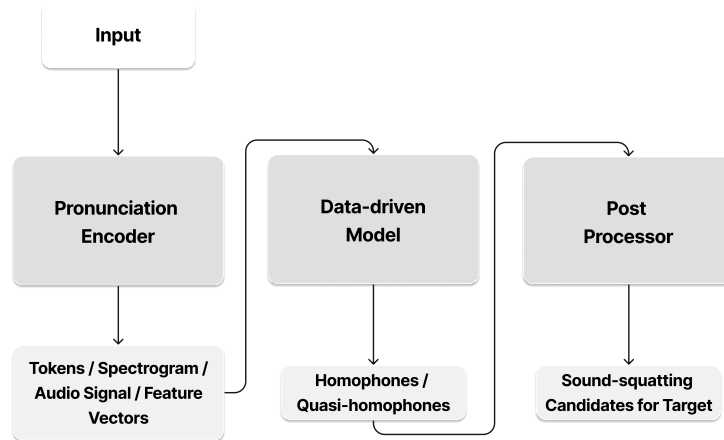 Input
Pronunciation
Encoder
Tokens / Spectrogram /
Audio Signal / Feature
Vectors
Data-driven
Model
Homophones /
Quasi-homophones
Post
Processor
Sound-squatting
Candidates for Target